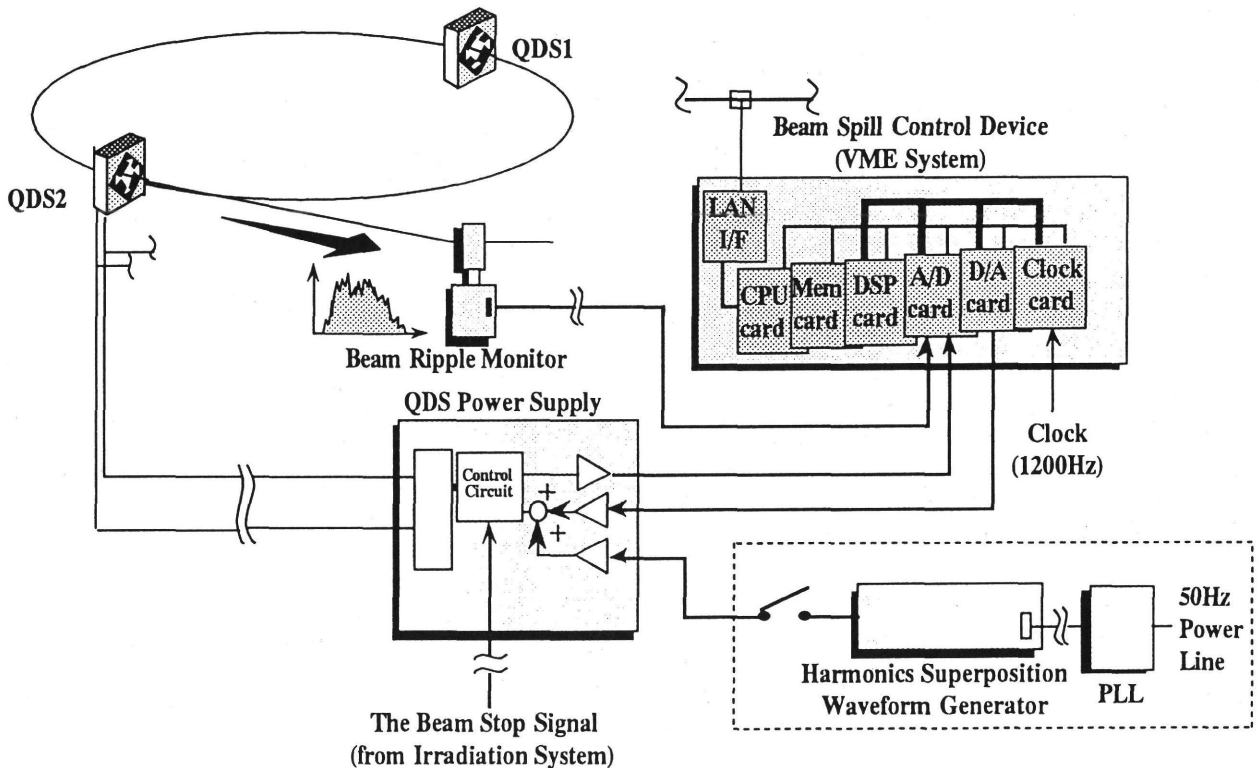 QDS1
QDS2
Beam Spill Control Device
(VME System)
LAN
I/F
CPU
card
Mem
card
DSP
card
A/D
card
D/A
card
Clock
card
Beam Ripple Monitor
Clock
(1200Hz)
QDS Power Supply
Control
Circuit
+
+
The Beam Stop Signal
(from Irradiation System)
Harmonics Superposition
Waveform Generator
PLL
50Hz
Power
Line